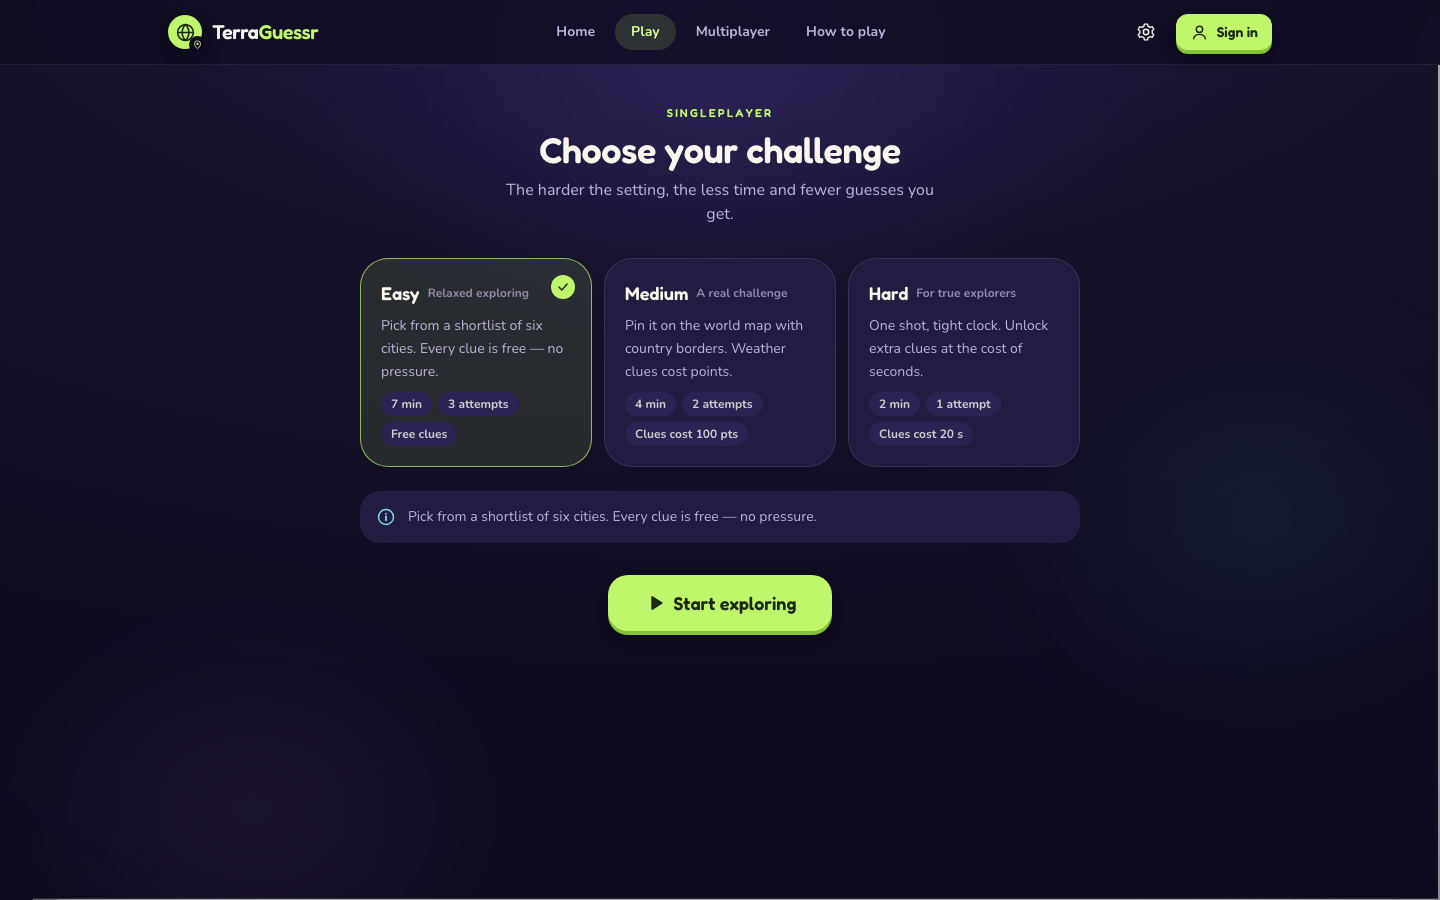 TerraGuessr
Home
Play
Multiplayer
How to play
Sign in
SINGLEPLAYER
Choose your challenge
The harder the setting, the less time and fewer guesses you
get.
Easy Relaxed exploring
Pick from a shortlist of six
cities. Every clue is free — no
pressure.
7 min
3 attempts
Free clues
Medium A real challenge
Pin it on the world map with
country borders. Weather
clues cost points.
4 min
2 attempts
Clues cost 100 pts
Hard For true explorers
One shot, tight clock. Unlock
extra clues at the cost of
seconds.
2 min
1 attempt
Clues cost 20 s
Pick from a shortlist of six cities. Every clue is free — no pressure.
Start exploring